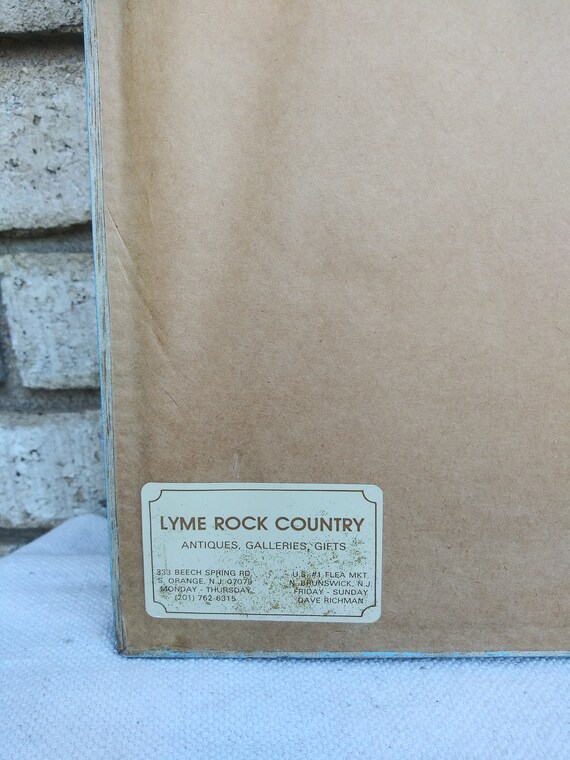 LYME ROCK COUNTRY
ANTIQUES, GALLERIES, GIFTS
333 BEECH SPRING RD.
S. ORANGE, N.J. 07079
MONDAY - THURSDAY
(201) 762-6315
U.S. #1 FLEA MKT.
N. BRUNSWICK, N.J.
FRIDAY - SUNDAY
DAVE RICHMAN